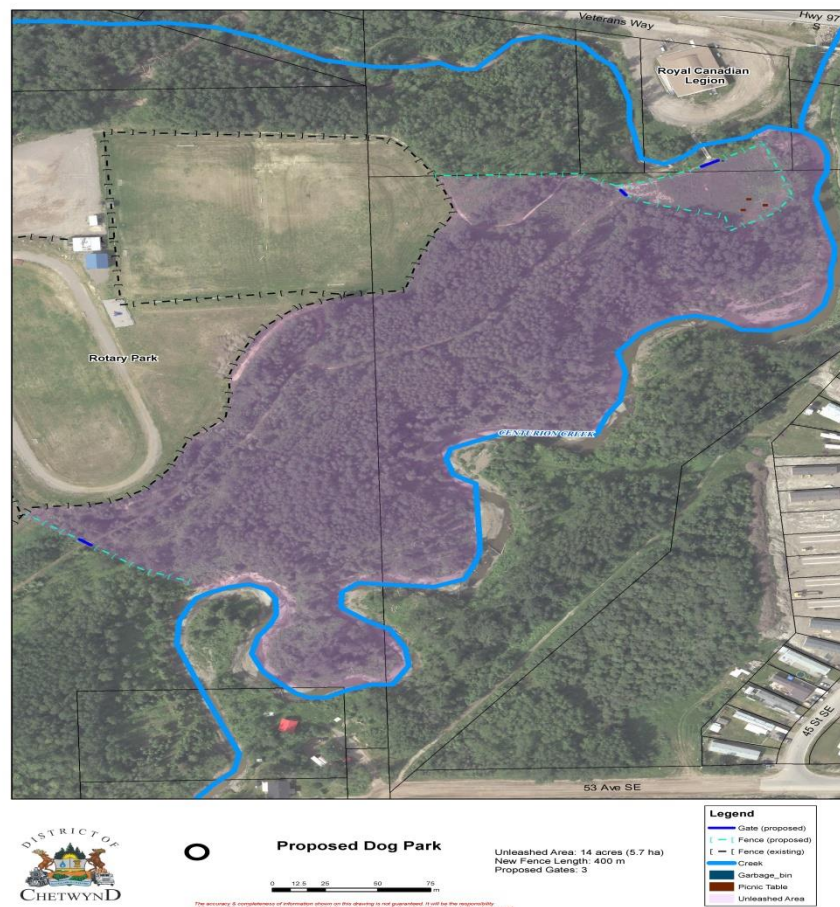 Veterans Way
Hwy 97
S
Royal Canadian
Legion
Rotary Park
CENTURION CREEK
45 St SE
53 Ave SE
DISTRICT OF
CHETWYND
Proposed Dog Park
0 12.5 25 50 75
m
Unleashed Area: 14 acres (5.7 ha)
New Fence Length: 400 m
Proposed Gates: 3
The accuracy & completeness of information shown on this drawing is not guaranteed. It will be the responsibility
Legend
Gate (proposed)
Fence (proposed)
Fence (existing)
Creek
Garbage_bin
Picnic Table
Unleashed Area